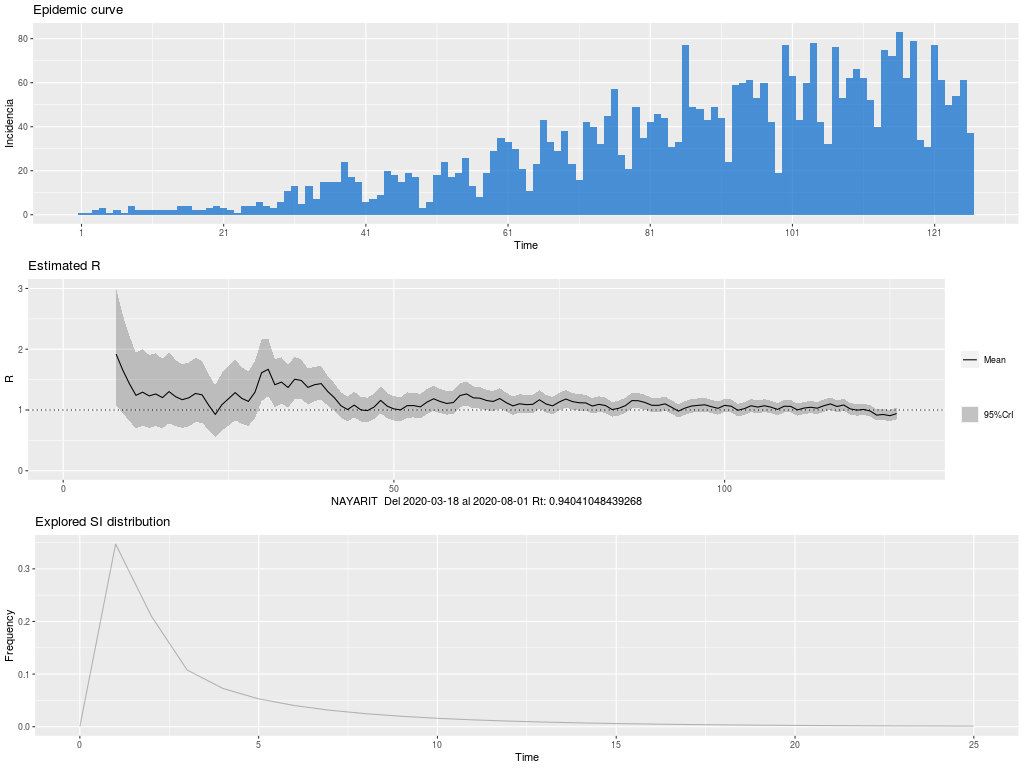 Epidemic curve
80
60
40
20
0
Incidencia
1 21 41 61 81 101 121
Time
Estimated R
3
2
1
0
R
0 50 100
NAYARIT Del 2020-03-18 al 2020-08-01 Rt: 0.94041048439268
Mean
95%CrI
Explored SI distribution
0.3
0.2
0.1
0.0
Frequency
0 5 10 15 20 25
Time